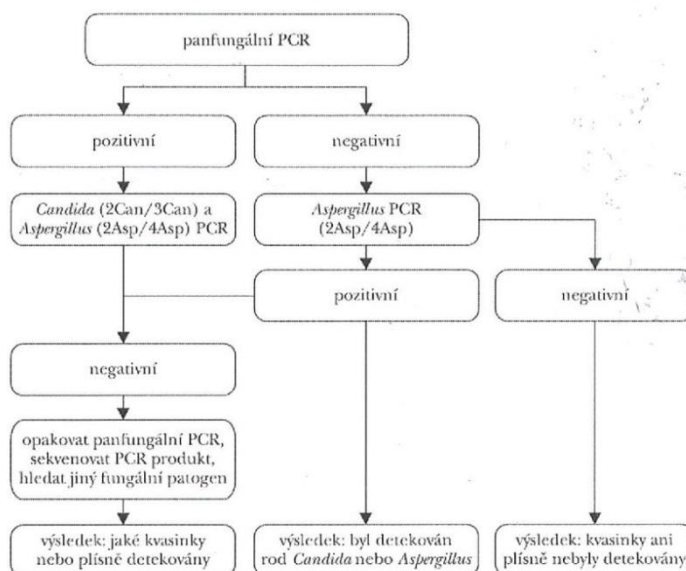 panfungální PCR
pozitivní
negativní
Candida (2Can/3Can) a
Aspergillus (2Asp/4Asp) PCR
Aspergillus PCR
(2Asp/4Asp)
pozitivní
negativní
negativní
opakovat panfungální PCR,
sekvenovat PCR produkt,
hledat jiný fungální patogen
výsledek: jaké kvasinky
nebo plísně detekovány
výsledek: byl detekován
rod Candida nebo Aspergillus
výsledek: kvasinky ani
plísně nebyly detekovány